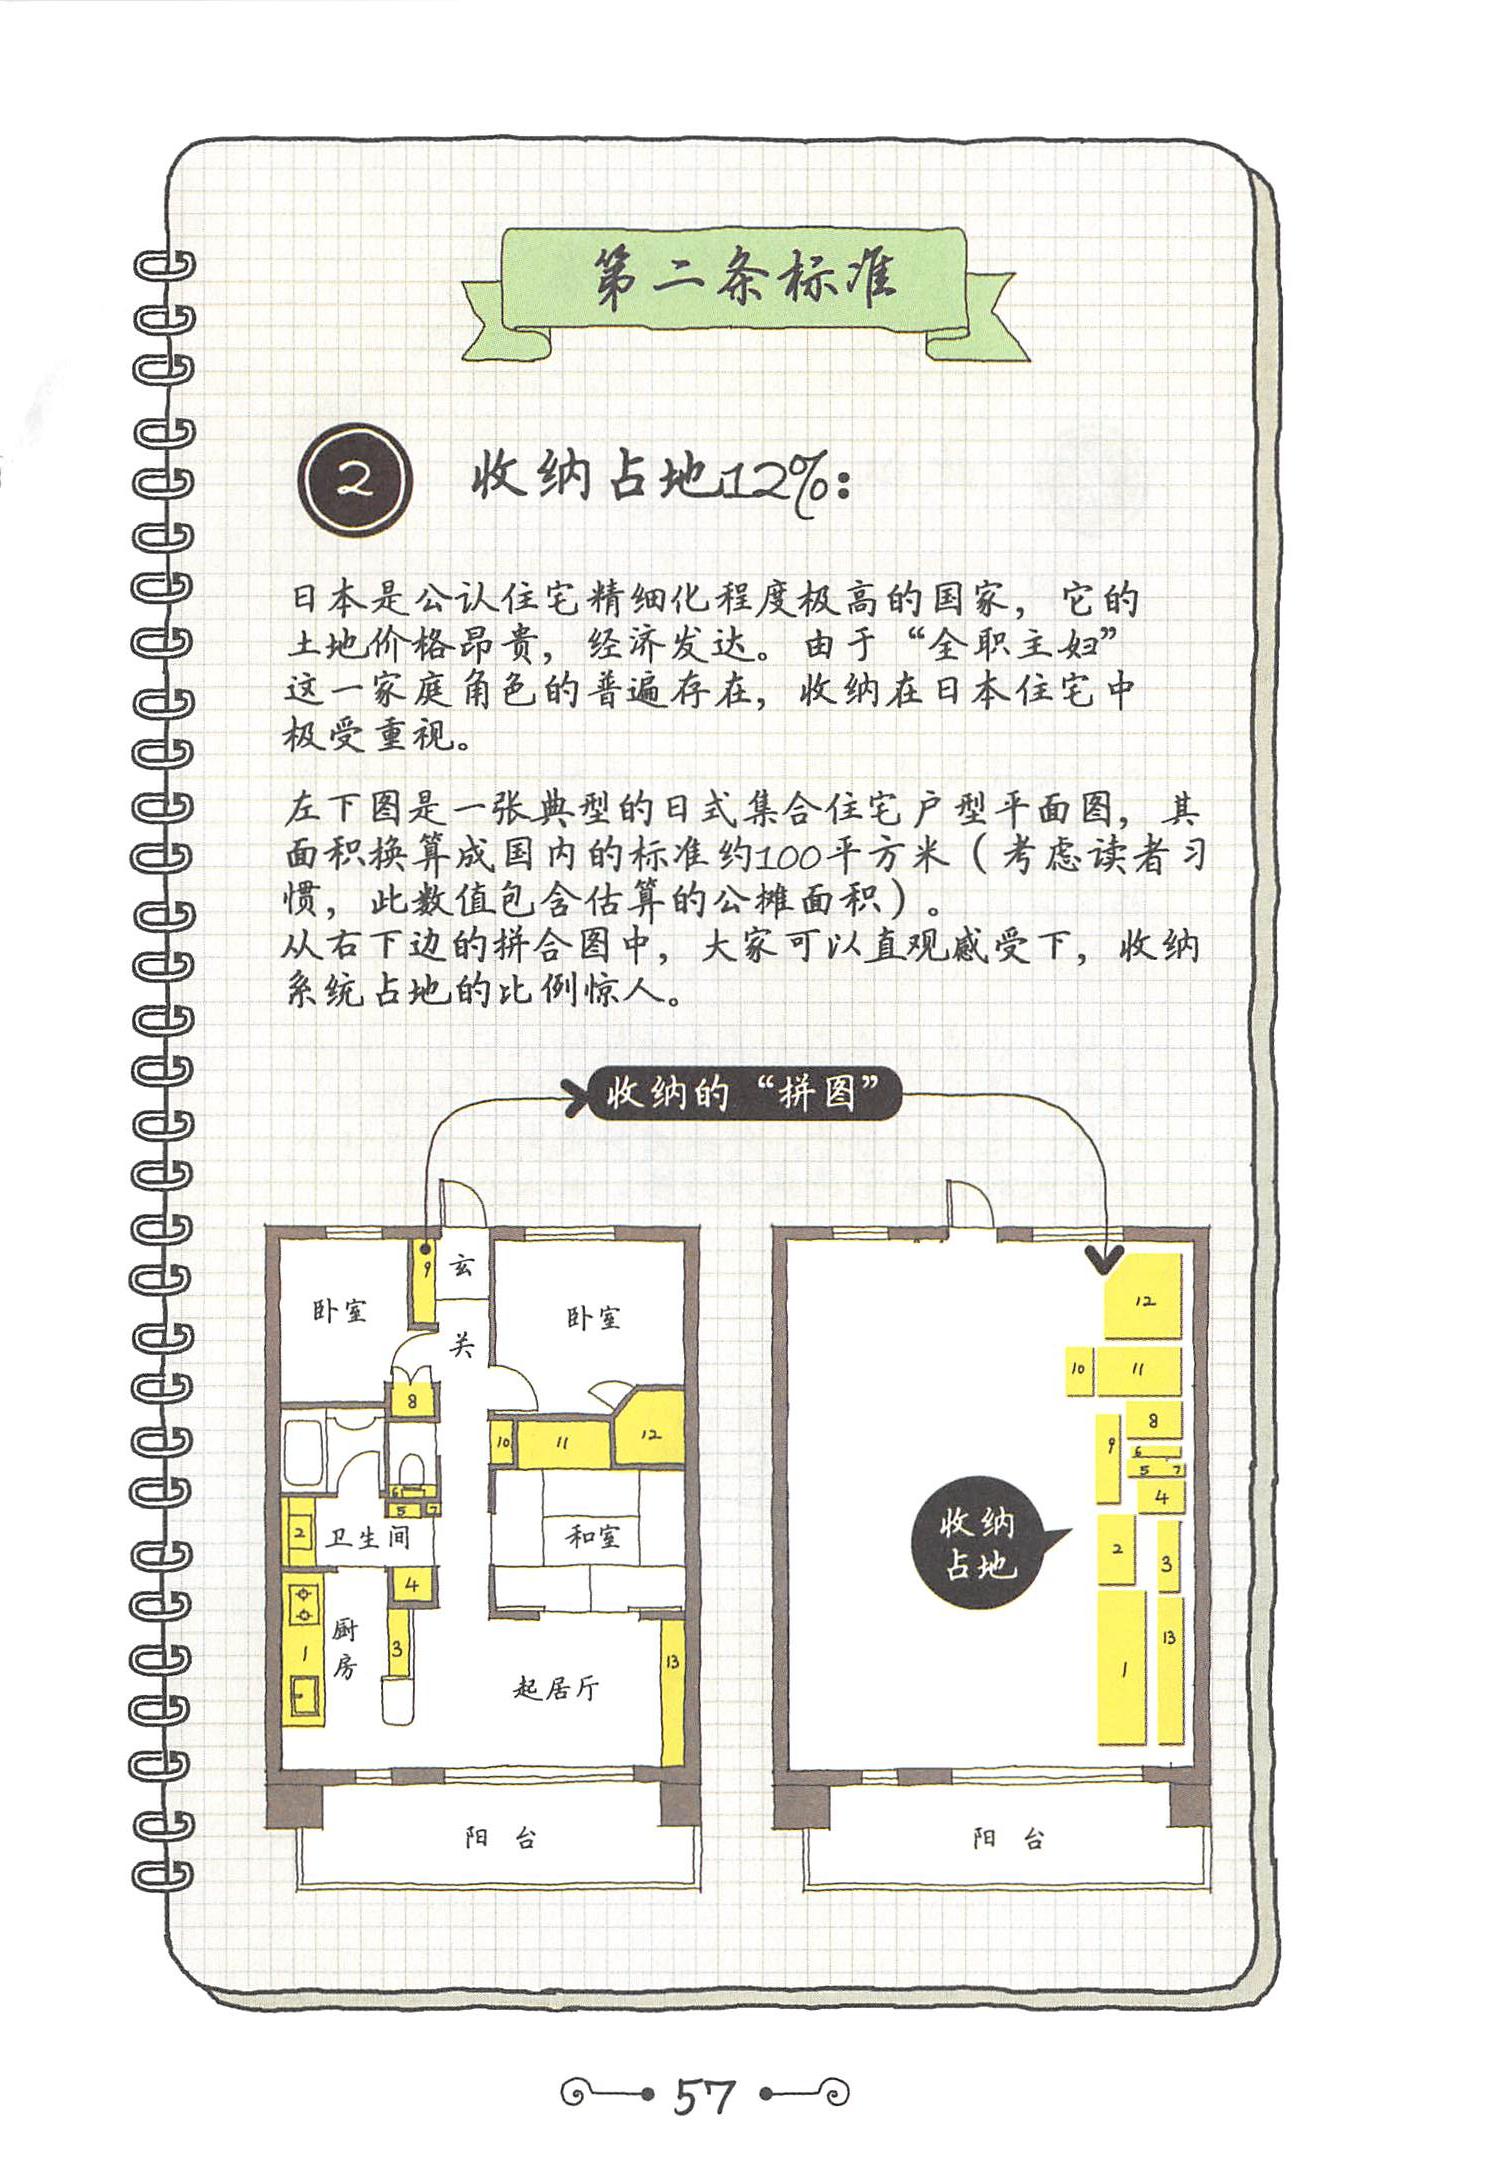 第二条标准
2 收纳占地12%:
日本是公认住宅精细化程度极高的国家，它的
土地价格昂贵，经济发达。由于“全职主妇”
这一家庭角色的普遍存在，收纳在日本住宅中
极受重视。
左下图是一张典型的日式集合住宅户型平面图，其
面积换算成国内的标准约100平方米（考虑读者习
惯，此数值包含估算的公摊面积）。
从右下边的拼合图中，大家可以直观感受下，收纳
系统占地的比例惊人。
收纳的“拼图”
9
玄
关
卧室
卧室
8
10
11
12
6
5
7
2
卫生间
和室
4
厨
房
1
3
起居厅
13
阳台
12
10
11
8
9
6
5
7
4
收纳
占地
2
3
1
13
阳台
57